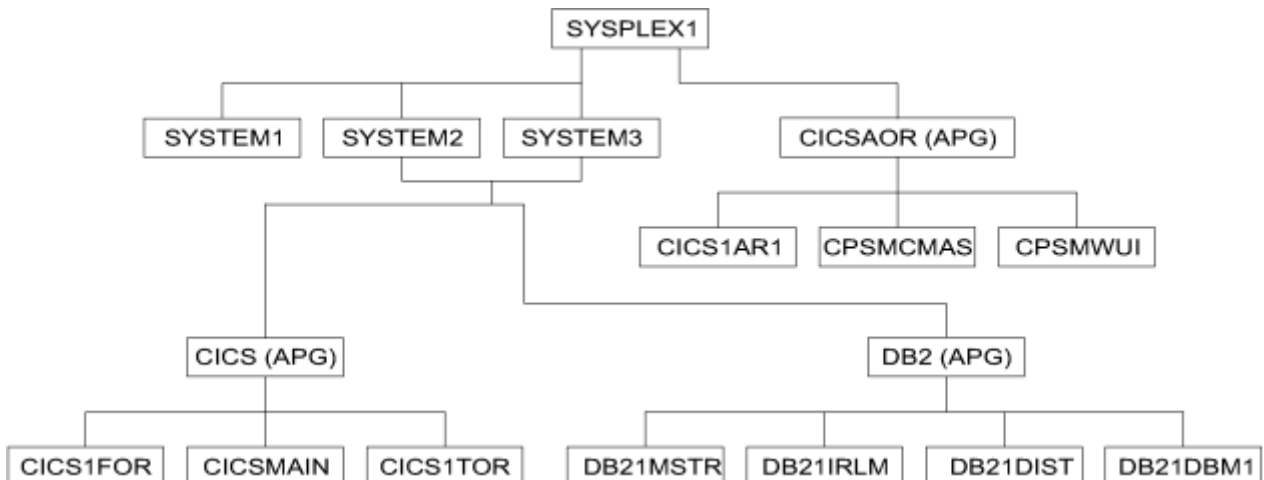 SYSPLEX1
SYSTEM1
SYSTEM2
SYSTEM3
CICSAOR (APG)
CICS1AR1
CPSMCMAS
CPSMWUI
CICS (APG)
DB2 (APG)
CICS1FOR
CICSMAIN
CICS1TOR
DB21MSTR
DB21IRLM
DB21DIST
DB21DBM1